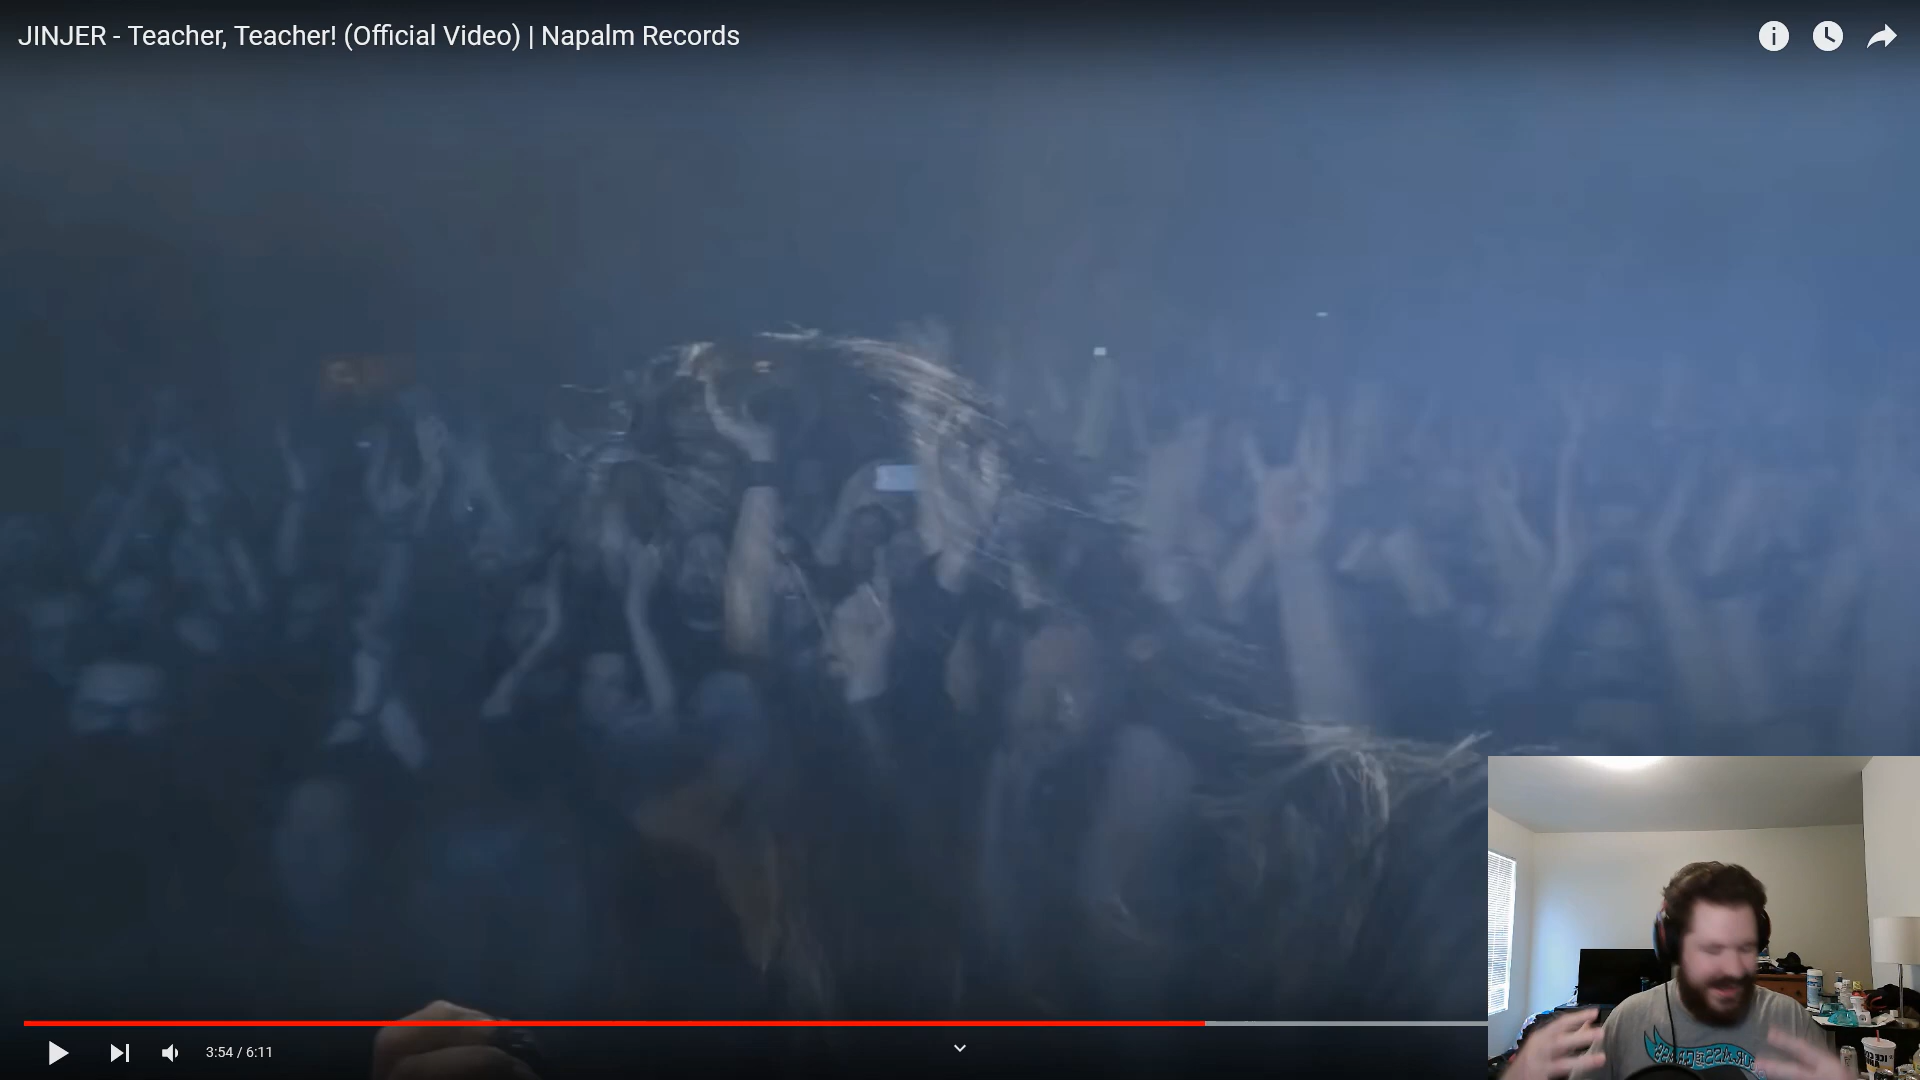 JINJER - Teacher, Teacher! (Official Video) | Napalm Records
3:54 / 6:11